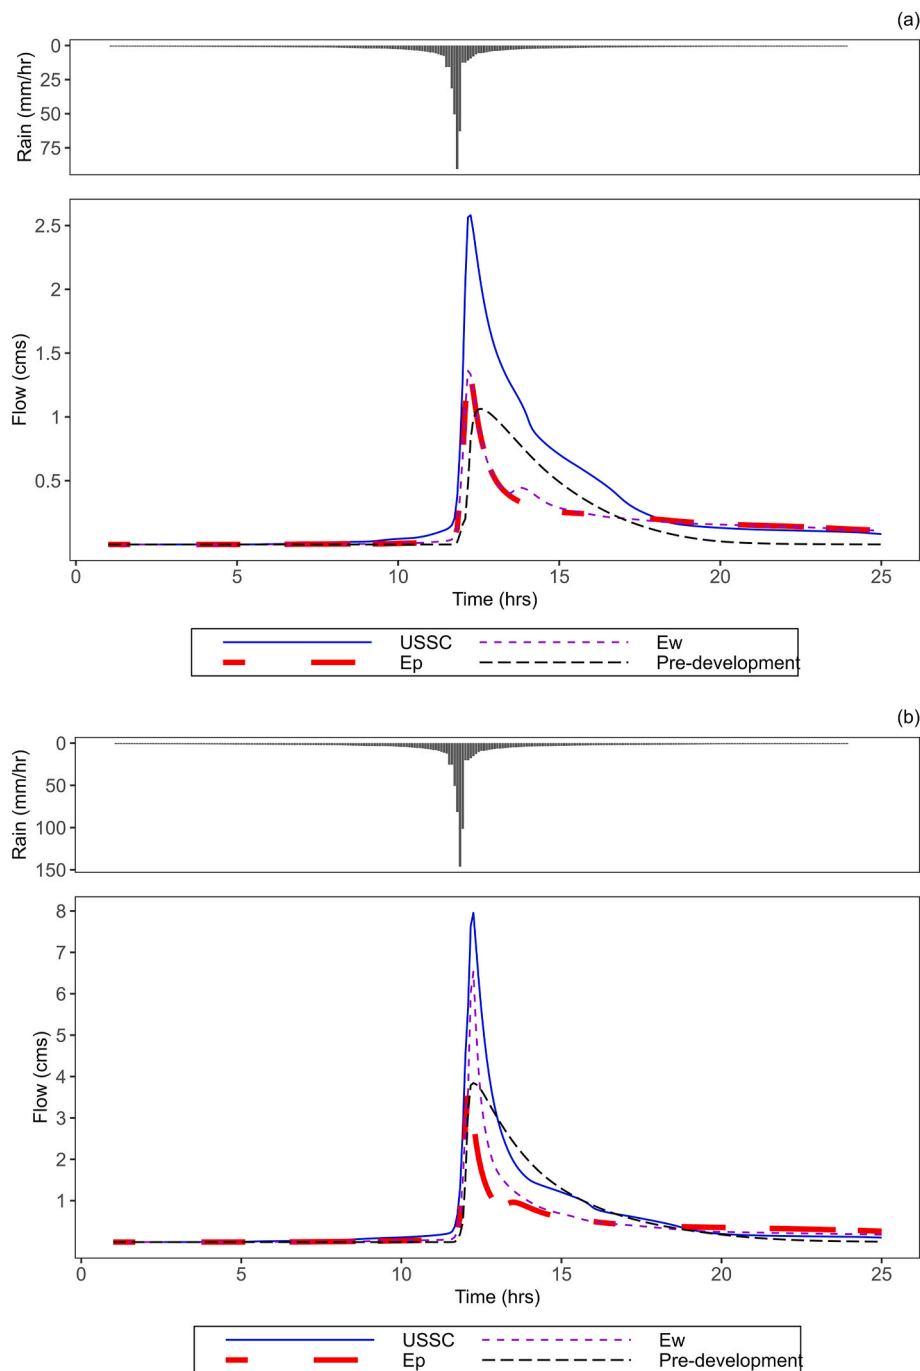 (a)
0
25
50
75
Rain (mm/hr)
2.5
2
1.5
1
0.5
Flow (cms)
0 5 10 15 20 25
Time (hrs)
USSC Ew
Ep Pre-development
(b)
0
50
100
150
Rain (mm/hr)
8
7
6
5
4
3
2
1
Flow (cms)
0 5 10 15 20 25
Time (hrs)
USSC Ew
Ep Pre-development